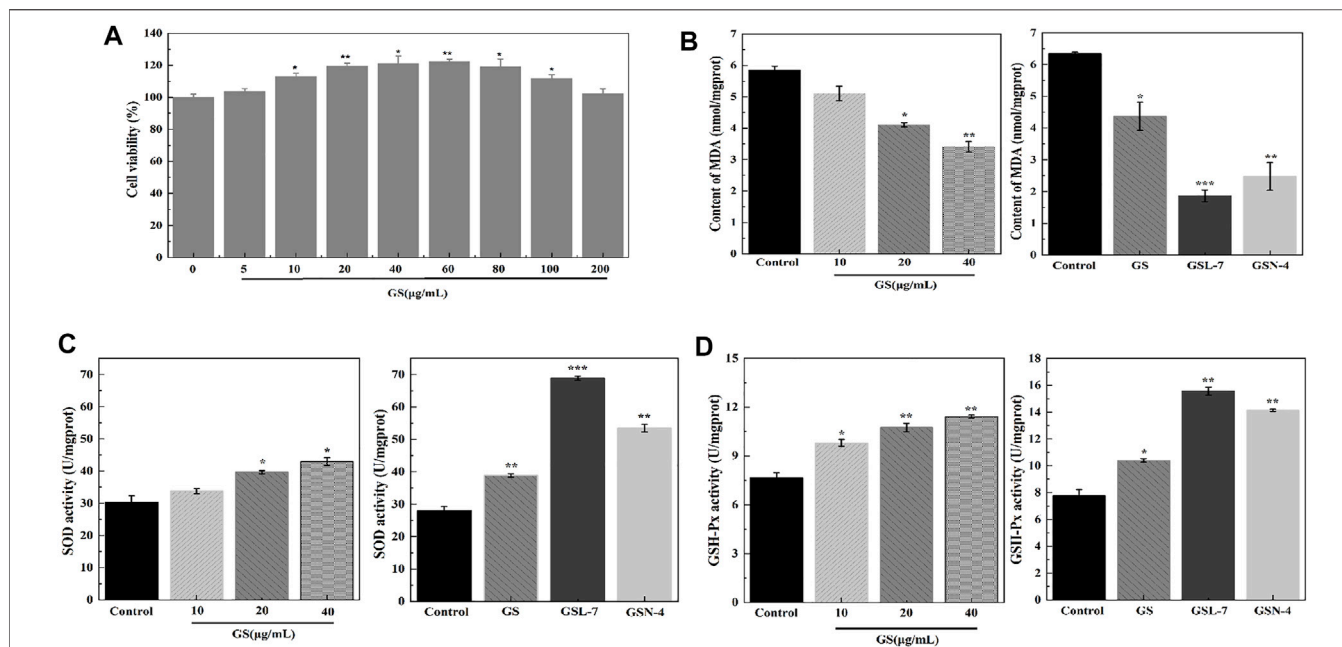 A
Cell viability (%)
140
120
100
80
60
40
20
0
* ** * ** * *
0 5 10 20 40 60 80 100 200
GS(μg/mL)
B
Content of MDA (nmol/mgprot)
7
6
5
4
3
2
1
0
* **
Control 10 20 40
GS(μg/mL)
Content of MDA (nmol/mgprot)
7
6
5
4
3
2
1
0
* *** **
Control GS GSL-7 GSN-4
C
SOD activity (U/mgprot)
70
60
50
40
30
20
10
0
* *
Control 10 20 40
GS(μg/mL)
SOD activity (U/mgprot)
70
60
50
40
30
20
10
0
** *** **
Control GS GSL-7 GSN-4
D
GSH-Px activity (U/mgprot)
15
12
9
6
3
0
* ** **
Control 10 20 40
GS(μg/mL)
GSH-Px activity (U/mgprot)
18
16
14
12
10
8
6
4
2
0
* ** **
Control GS GSL-7 GSN-4